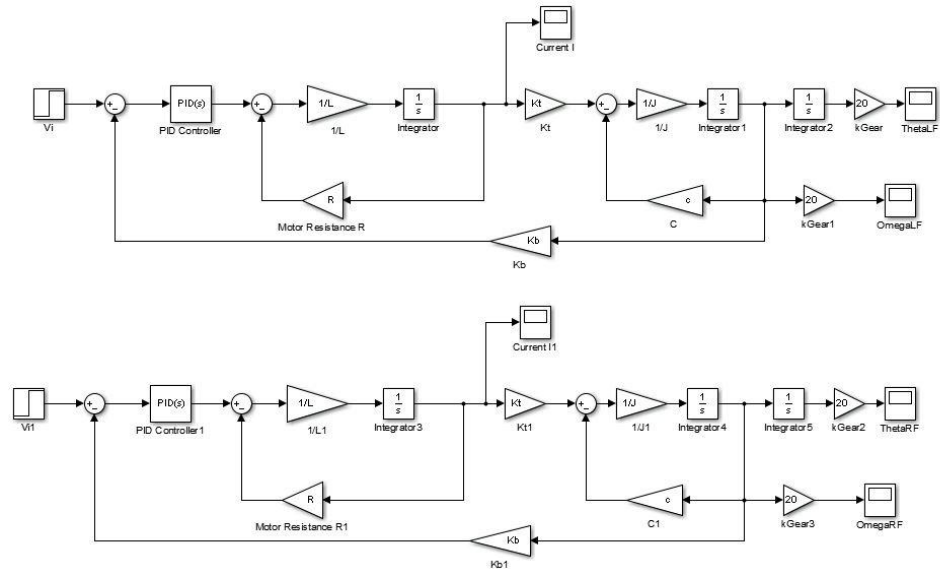 Current I
+
−
PID(s)
+
−
1/L
1
s
Kt
+
−
1/J
1
s
1
s
20
Vi
PID Controller
1/L
Integrator
Kt
1/J
Integrator1
Integrator2
kGear
ThetaLF
R
c
20
Motor Resistance R
C
kGear1
OmegaLF
Kb
Kb
Current I1
+
−
PID(s)
+
−
1/L
1
s
Kt
+
−
1/J
1
s
1
s
20
Vi1
PID Controller1
1/L1
Integrator3
Kt1
1/J1
Integrator4
Integrator5
kGear2
ThetaRF
R
c
20
Motor Resistance R1
C1
kGear3
OmegaRF
Kb
Kb1